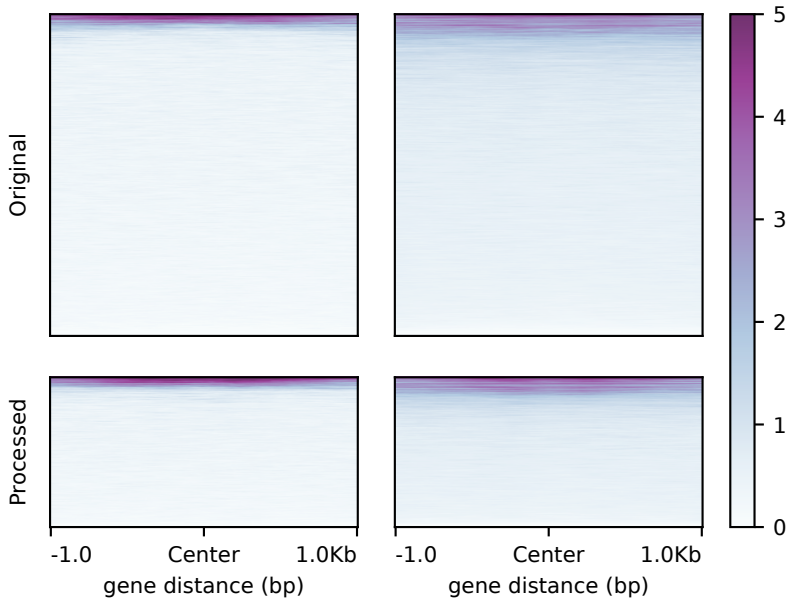 Original
Processed
-1.0 Center 1.0Kb
gene distance (bp)
-1.0 Center 1.0Kb
gene distance (bp)
5
4
3
2
1
0